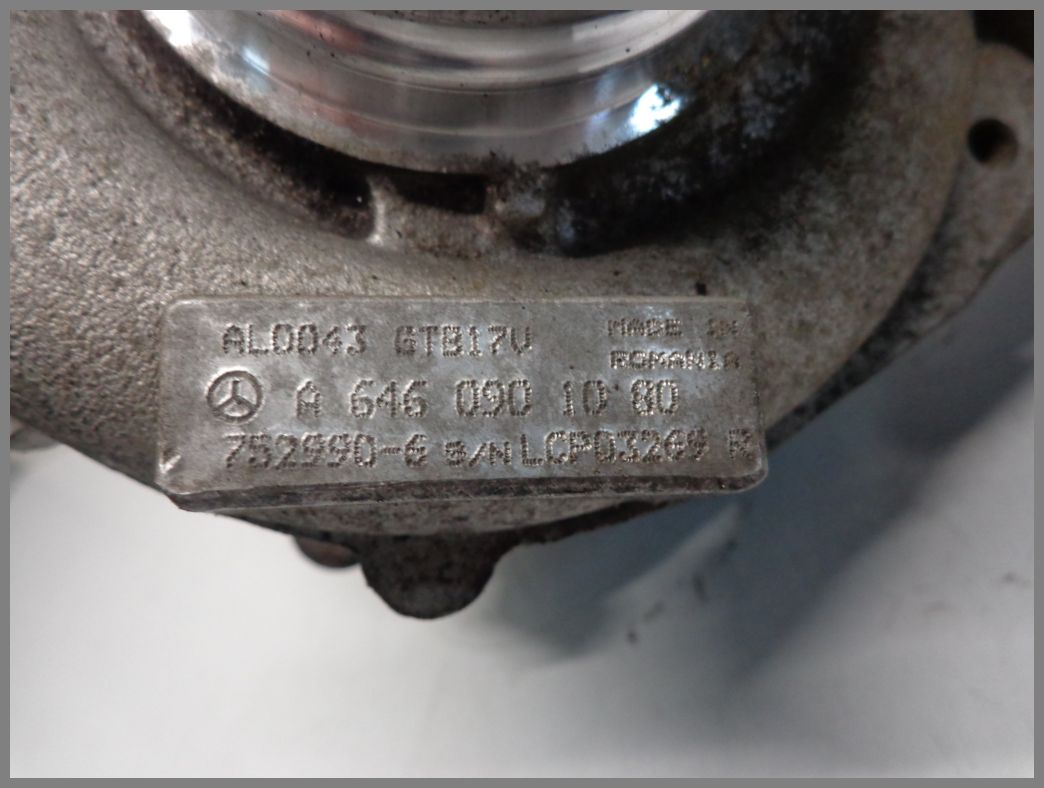 AL0043 GTB17V MADE IN
ROMANIA
A 646 090 10 80
752990-6 S/N LCP03269 R